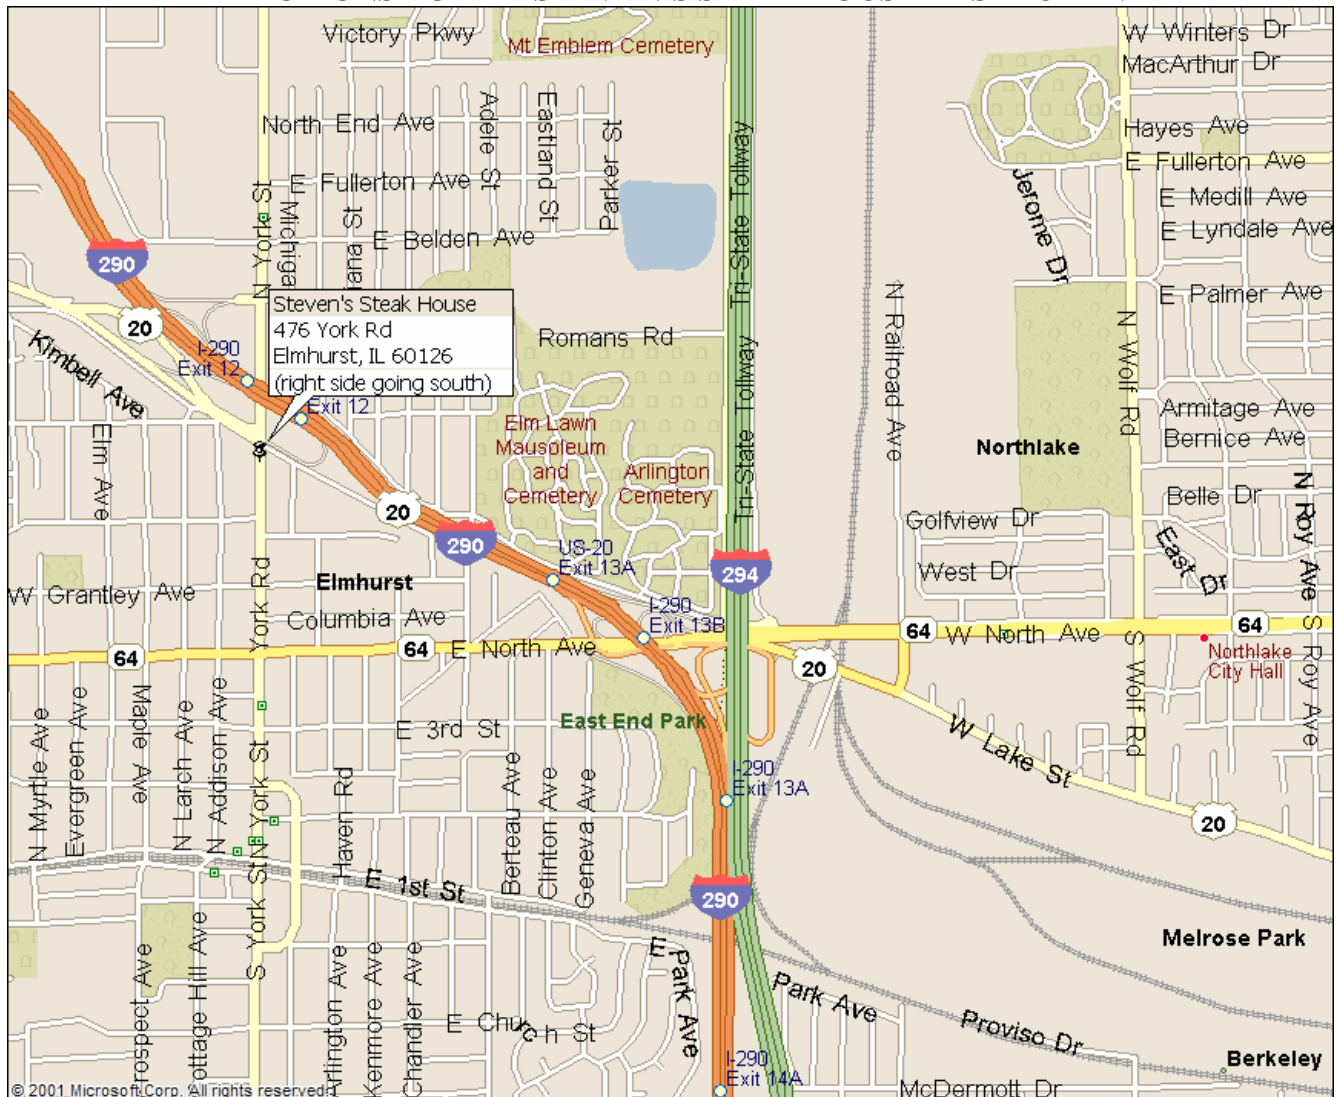 Victory Pkwy
Mt Emblem Cemetery
W Winters Dr
MacArthur Dr
North End Ave
Adele St
Eastland St
Parker St
Tri-State Tollway
Hayes Ave
E Fullerton Ave
E Fullerton Ave
N York St
E Medill Ave
Jerome Dr
E Lyndale Ave
E Belden Ave
290
Tri-State Tollway
E Palmer Ave
Steven's Steak House
476 York Rd
Elmhurst, IL 60126
(right side going south)
20
Kimbell Ave
I-290
Exit 12
Exit 12
Romans Rd
N Railroad Ave
N Wolf Rd
Tri-State Tollway
Elm Lawn
Mausoleum
and
Cemetery
Arlington
Cemetery
Northlake
Armitage Ave
Bernice Ave
Elm Ave
Belle Dr
N Roy Ave
20
290
Golfview Dr
East Dr
US-20
Exit 13A
294
West Dr
W Grantley Ave
Elmhurst
York Rd
Columbia Ave
I-290
Exit 13B
64
W North Ave
64
64
64
E North Ave
20
Northlake
City Hall
S Wolf Rd
S Roy Ave
N Myrtle Ave
Evergreen Ave
Maple Ave
N Larch Ave
N Addison Ave
N York St
E 3rd St
East End Park
W Lake St
I-290
Exit 13A
Haven Rd
Berteau Ave
Clinton Ave
Geneva Ave
20
E 1st St
290
S York St
Melrose Park
Arlington Ave
Kenmore Ave
Chandler Ave
E Park Ave
Park Ave
E Church St
Proviso Dr
I-290
Exit 14A
Berkeley
McDermott Dr
© 2001 Microsoft Corp. All rights reserved.